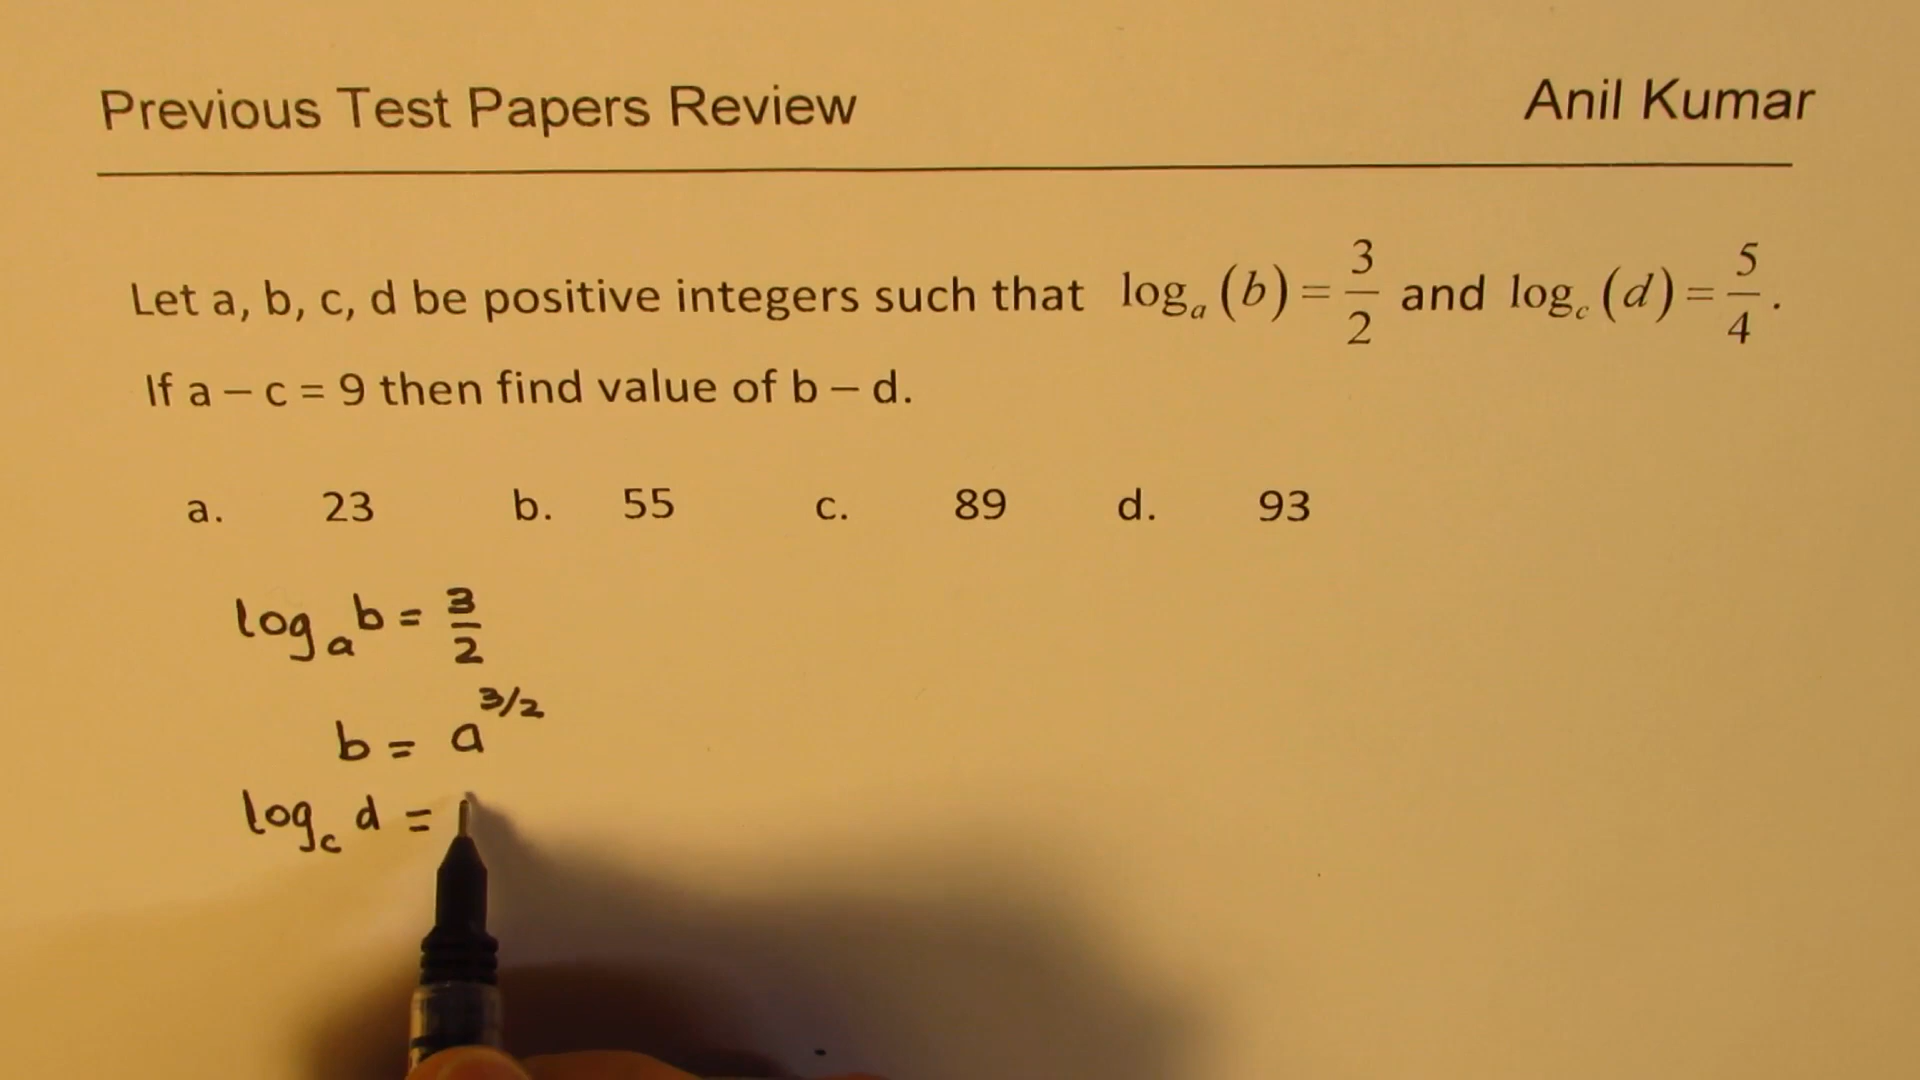 Previous Test Papers Review Anil Kumar
Let a, b, c, d be positive integers such that log_a (b) = 3/2 and log_c (d) = 5/4 .
If a – c = 9 then find value of b – d.
a. 23 b. 55 c. 89 d. 93
log_a b = 3/2
b = a^3/2
log_c d =